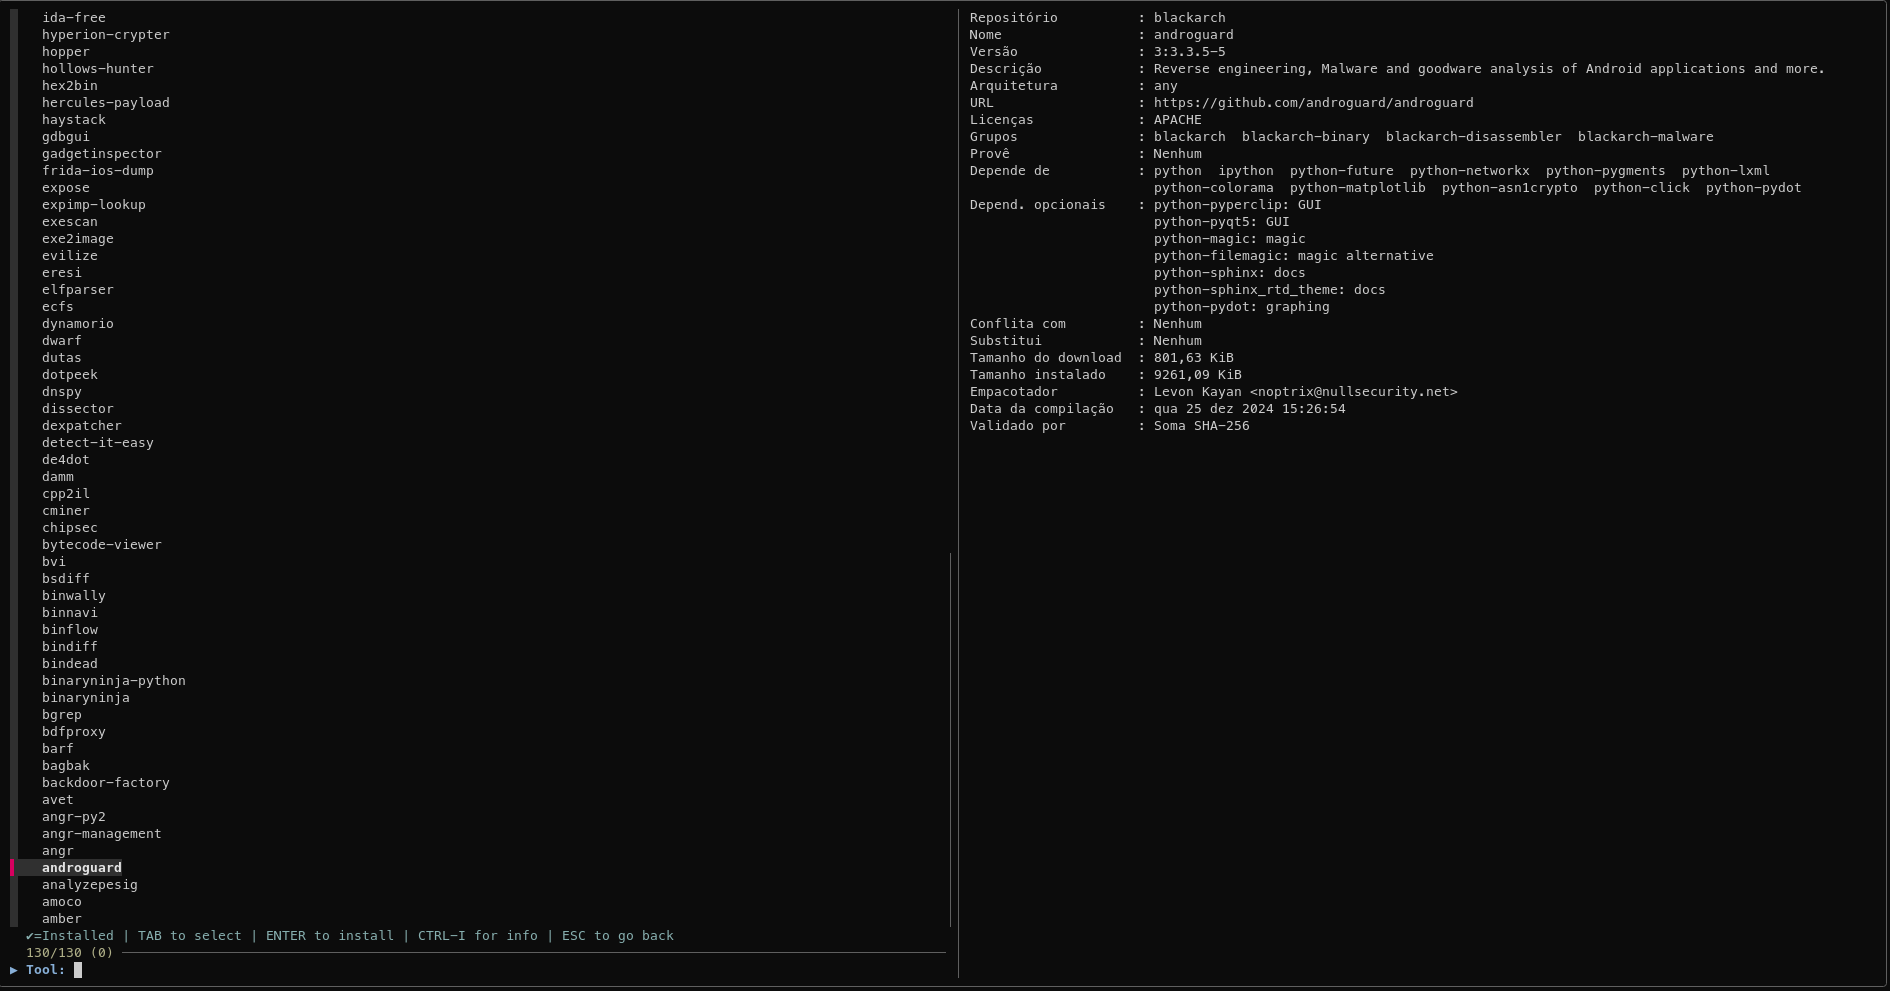 ida-free
hyperion-crypter
hopper
hollows-hunter
hex2bin
hercules-payload
haystack
gdbgui
gadgetinspector
frida-ios-dump
expose
expimp-lookup
exescan
exe2image
evilize
eresi
elfparser
ecfs
dynamorio
dwarf
dutas
dotpeek
dnspy
dissector
dexpatcher
detect-it-easy
de4dot
damm
cpp2il
cminer
chipsec
bytecode-viewer
bvi
bsdiff
binwally
binnavi
binflow
bindiff
bindead
binaryninja-python
binaryninja
bgrep
bdfproxy
barf
bagbak
backdoor-factory
avet
angr-py2
angr-management
angr
androguard
analyzepesig
amoco
amber
✔=Installed | TAB to select | ENTER to install | CTRL-I for info | ESC to go back
130/130 (0)
▶ Tool:
Repositório : blackarch
Nome : androguard
Versão : 3:3.3.5-5
Descrição : Reverse engineering, Malware and goodware analysis of Android applications and more.
Arquitetura : any
URL : https://github.com/androguard/androguard
Licenças : APACHE
Grupos : blackarch blackarch-binary blackarch-disassembler blackarch-malware
Provê : Nenhum
Depende de : python ipython python-future python-networkx python-pygments python-lxml
python-colorama python-matplotlib python-asn1crypto python-click python-pydot
Depend. opcionais : python-pyperclip: GUI
python-pyqt5: GUI
python-magic: magic
python-filemagic: magic alternative
python-sphinx: docs
python-sphinx_rtd_theme: docs
python-pydot: graphing
Conflita com : Nenhum
Substitui : Nenhum
Tamanho do download : 801,63 KiB
Tamanho instalado : 9261,09 KiB
Empacotador : Levon Kayan <noptrix@nullsecurity.net>
Data da compilação : qua 25 dez 2024 15:26:54
Validado por : Soma SHA-256